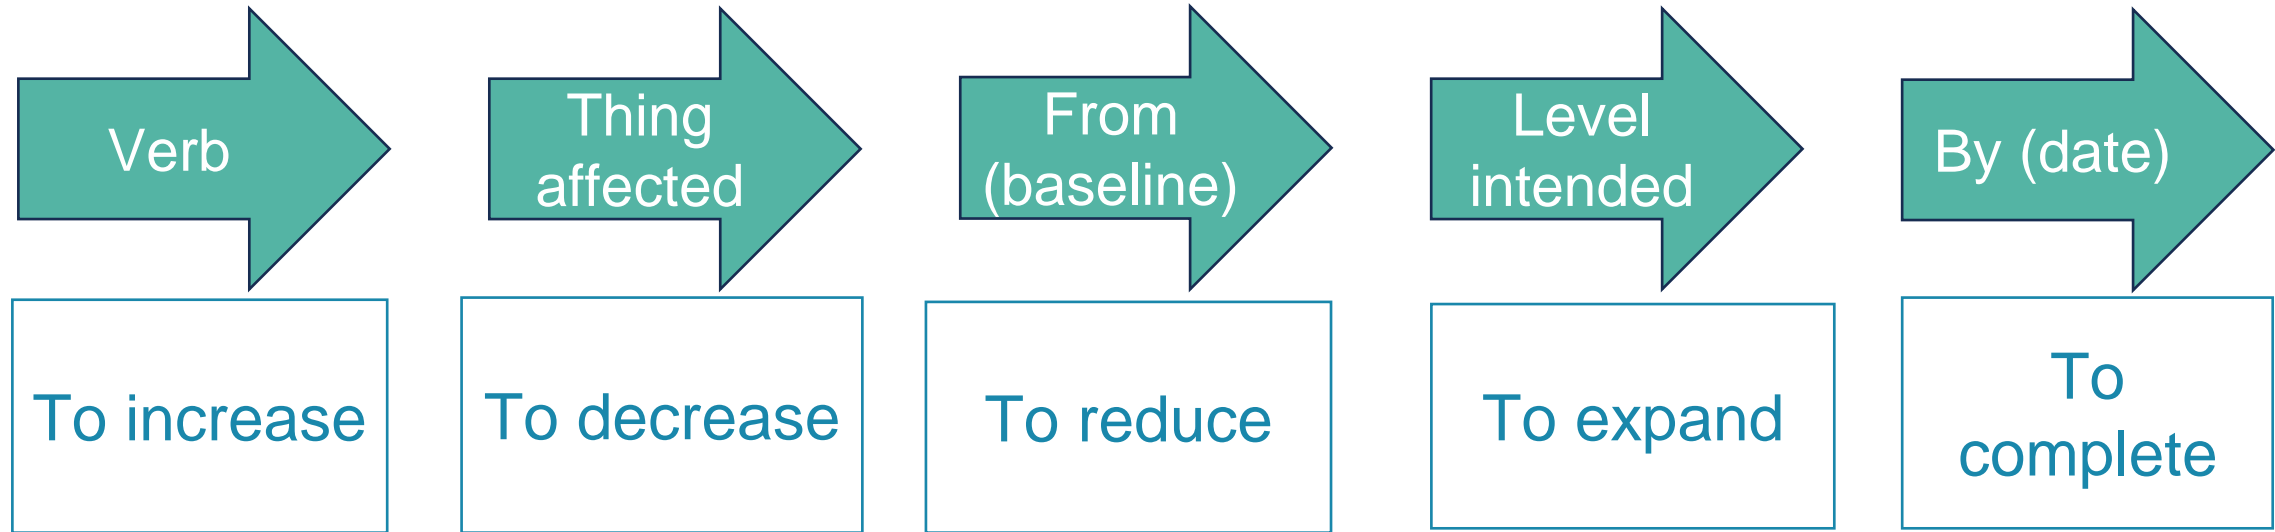 Verb
Thing
affected
From
(baseline)
Level
intended
By (date)
To increase
To decrease
To reduce
To expand
To
complete